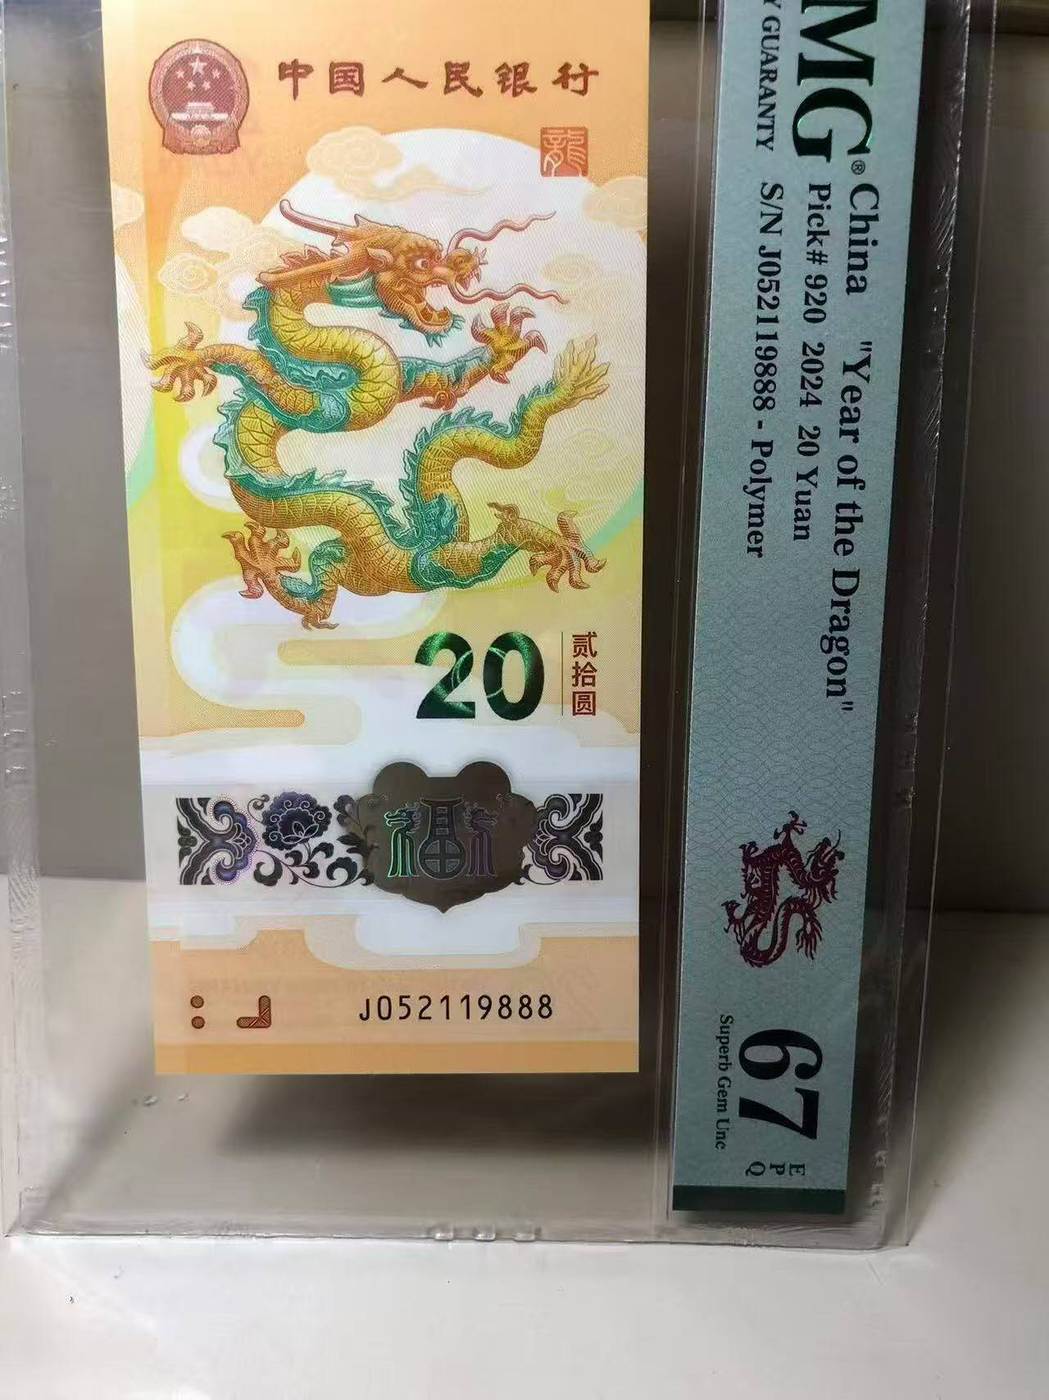 中国人民银行
龍
20
贰拾圆
福
J052119888
MG®
Y GUARANTY
China "Year of the Dragon"
Pick# 920 2024 20 Yuan
S/N J052119888 - Polymer
67
EPQ
Superb Gem Unc